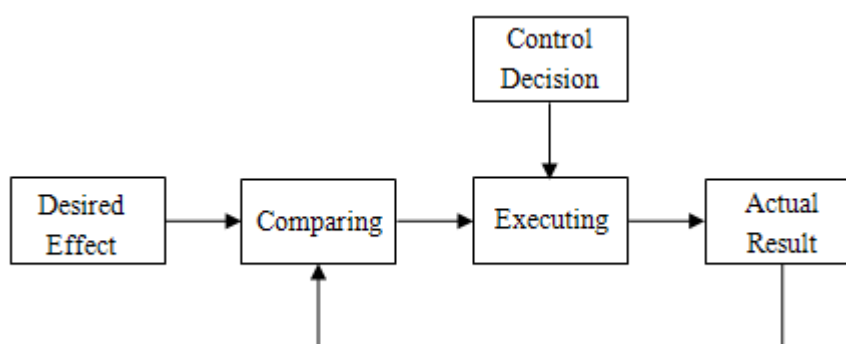 Control
Decision
Desired
Effect
Comparing
Executing
Actual
Result